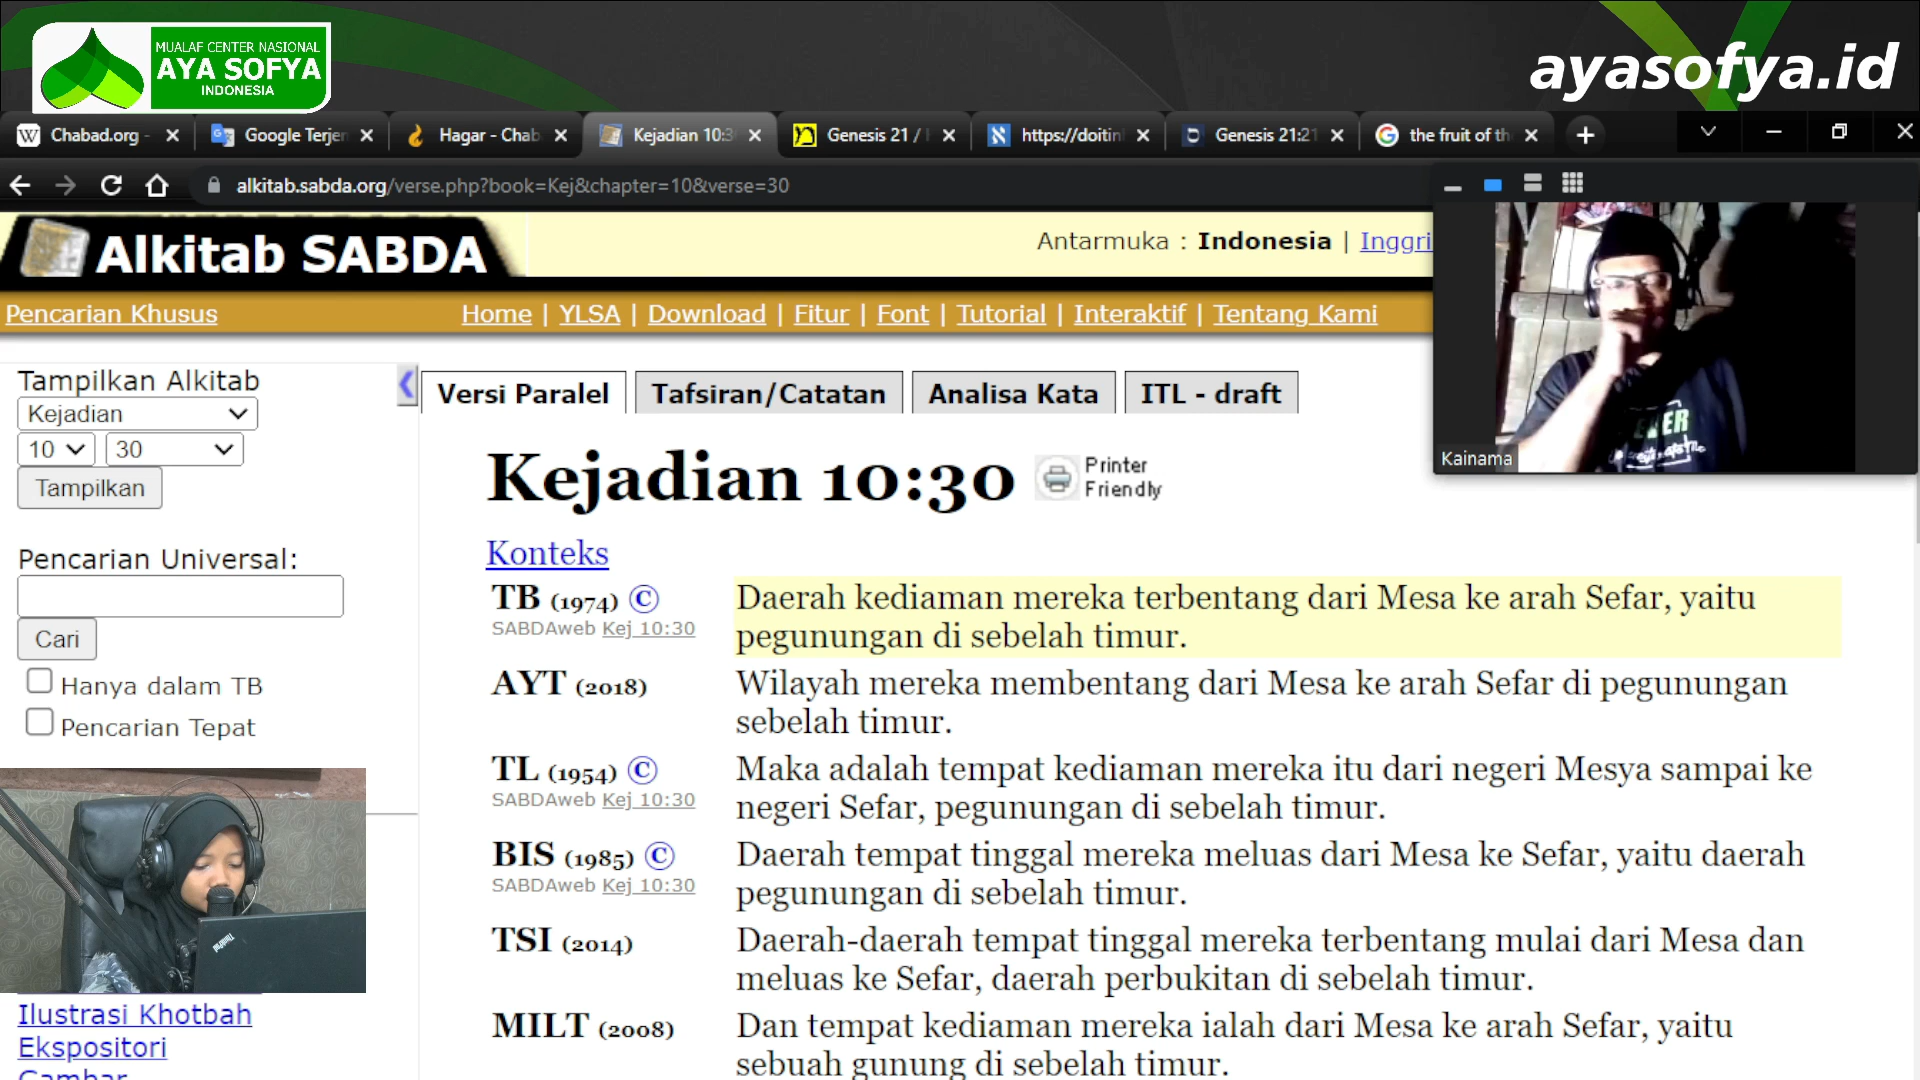 MUALAF CENTER NASIONAL
AYA SOFYA
INDONESIA
ayasofya.id
Chabad.org -
Google Terje
Hagar - Chab
Kejadian 10:3
Genesis 21 /
https://doitin
Genesis 21:21
the fruit of th
alkitab.sabda.org/verse.php?book=Kej&chapter=10&verse=30
Alkitab SABDA
Antarmuka : Indonesia | Inggri
Pencarian Khusus
Home | YLSA | Download | Fitur | Font | Tutorial | Interaktif | Tentang Kami
Kainama
Tampilkan Alkitab
Kejadian
10 30
Tampilkan
Pencarian Universal:
Cari
Hanya dalam TB
Pencarian Tepat
ThinkPad
Ilustrasi Khotbah
Ekspositori
Gambar
Versi Paralel
Tafsiran/Catatan
Analisa Kata
ITL - draft
Kejadian 10:30
Printer
Friendly
Konteks
TB (1974) ©
SABDAweb Kej 10:30
Daerah kediaman mereka terbentang dari Mesa ke arah Sefar, yaitu
pegunungan di sebelah timur.
AYT (2018)
Wilayah mereka membentang dari Mesa ke arah Sefar di pegunungan
sebelah timur.
TL (1954) ©
SABDAweb Kej 10:30
Maka adalah tempat kediaman mereka itu dari negeri Mesya sampai ke
negeri Sefar, pegunungan di sebelah timur.
BIS (1985) ©
SABDAweb Kej 10:30
Daerah tempat tinggal mereka meluas dari Mesa ke Sefar, yaitu daerah
pegunungan di sebelah timur.
TSI (2014)
Daerah-daerah tempat tinggal mereka terbentang mulai dari Mesa dan
meluas ke Sefar, daerah perbukitan di sebelah timur.
MILT (2008)
Dan tempat kediaman mereka ialah dari Mesa ke arah Sefar, yaitu
sebuah gunung di sebelah timur.